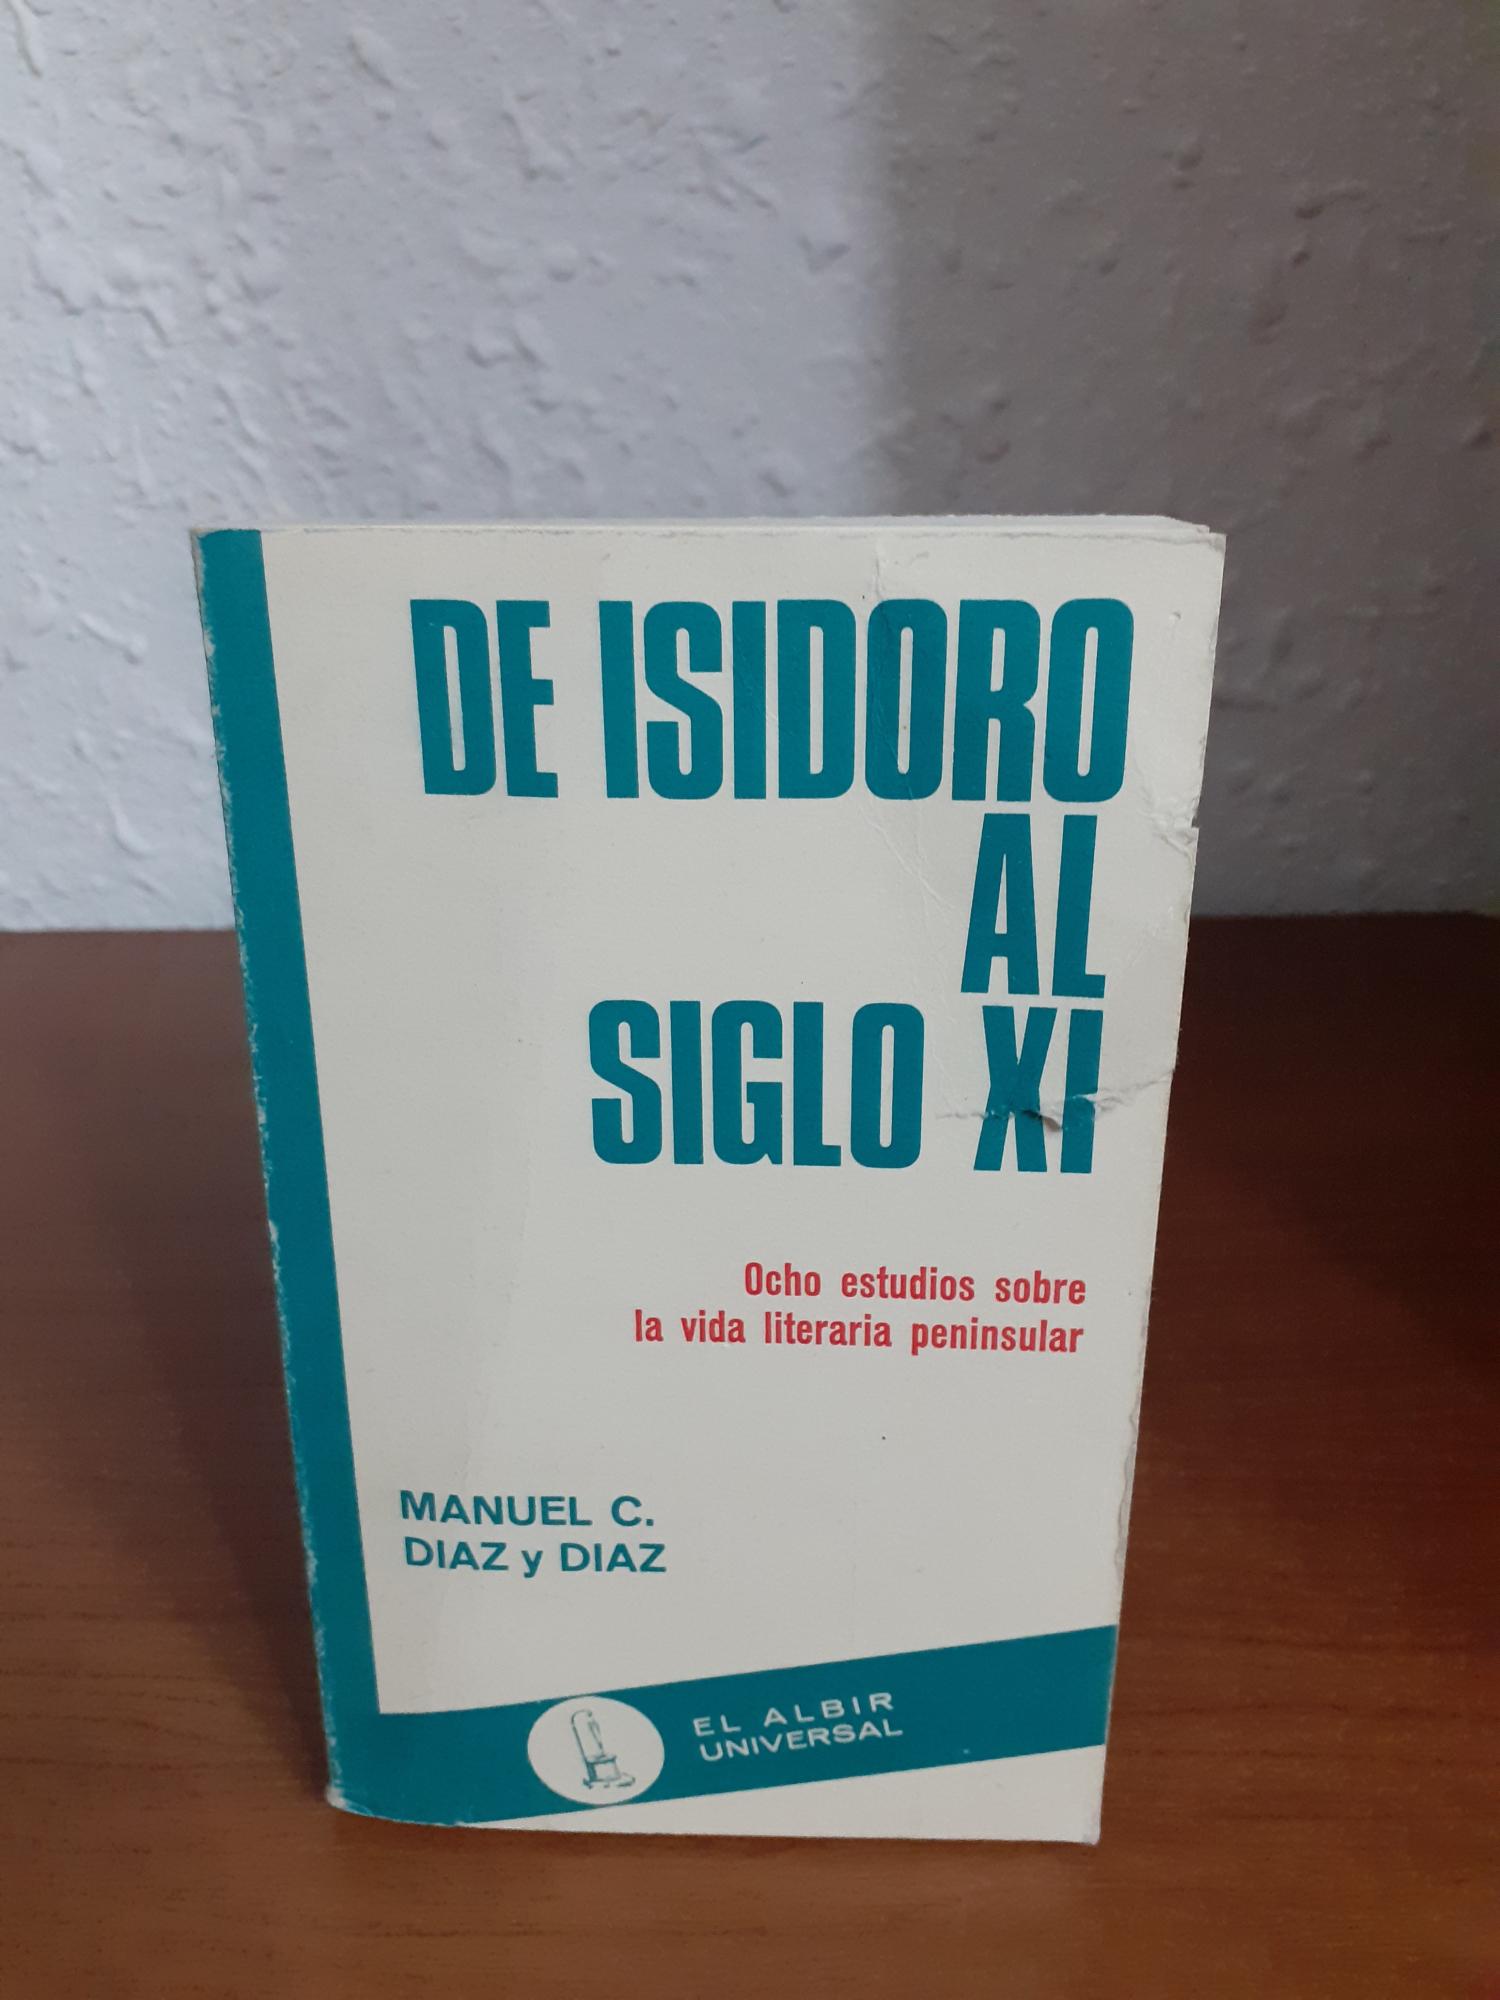 DE ISIDORO
AL
SIGLO XI
Ocho estudios sobre
la vida literaria peninsular
MANUEL C.
DIAZ y DIAZ
EL ALBIR
UNIVERSAL